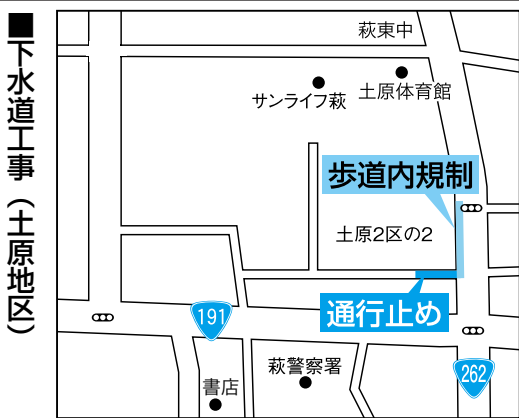 ■下水道工事（土原地区）
萩東中
サンライフ萩
土原体育館
歩道内規制
土原2区の2
通行止め
191
萩警察署
書店
262